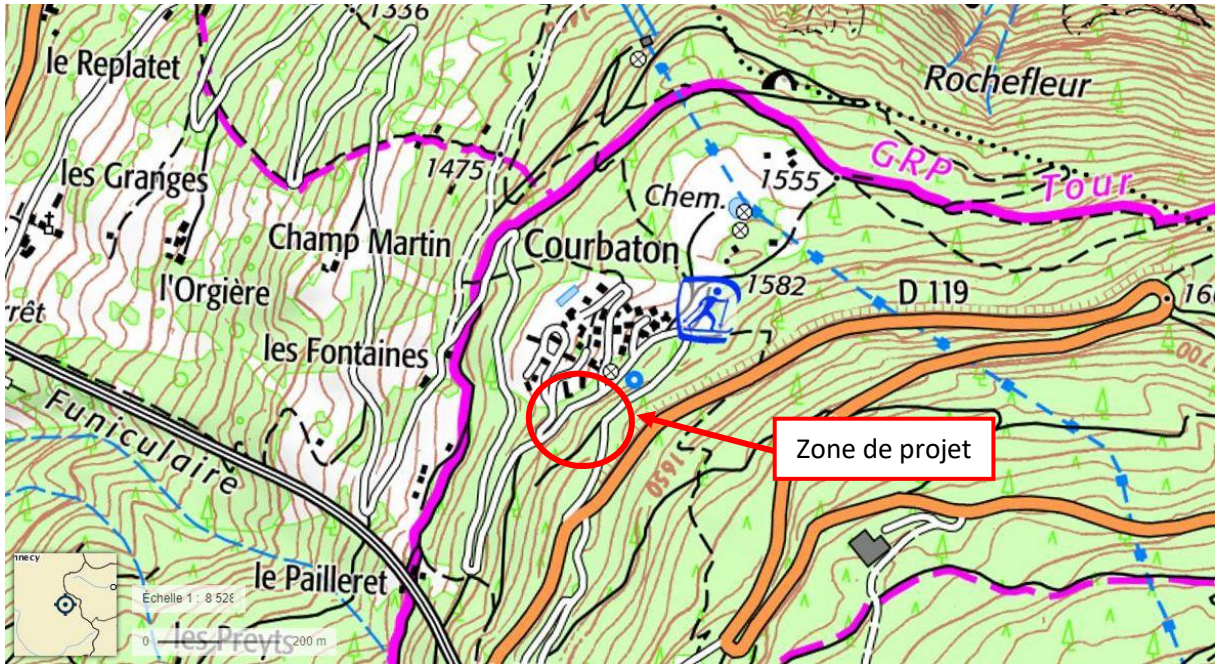 1336
le Replatet
Rochefleur
les Granges
1475
1555
GRP Tour
Chem.
Champ Martin
Courbaton
l'Orgière
1582
D 119
les Fontaines
Funiculaire
1650
Zone de projet
le Pailleret
Échelle 1 : 8 528
0
200 m
les Preyts